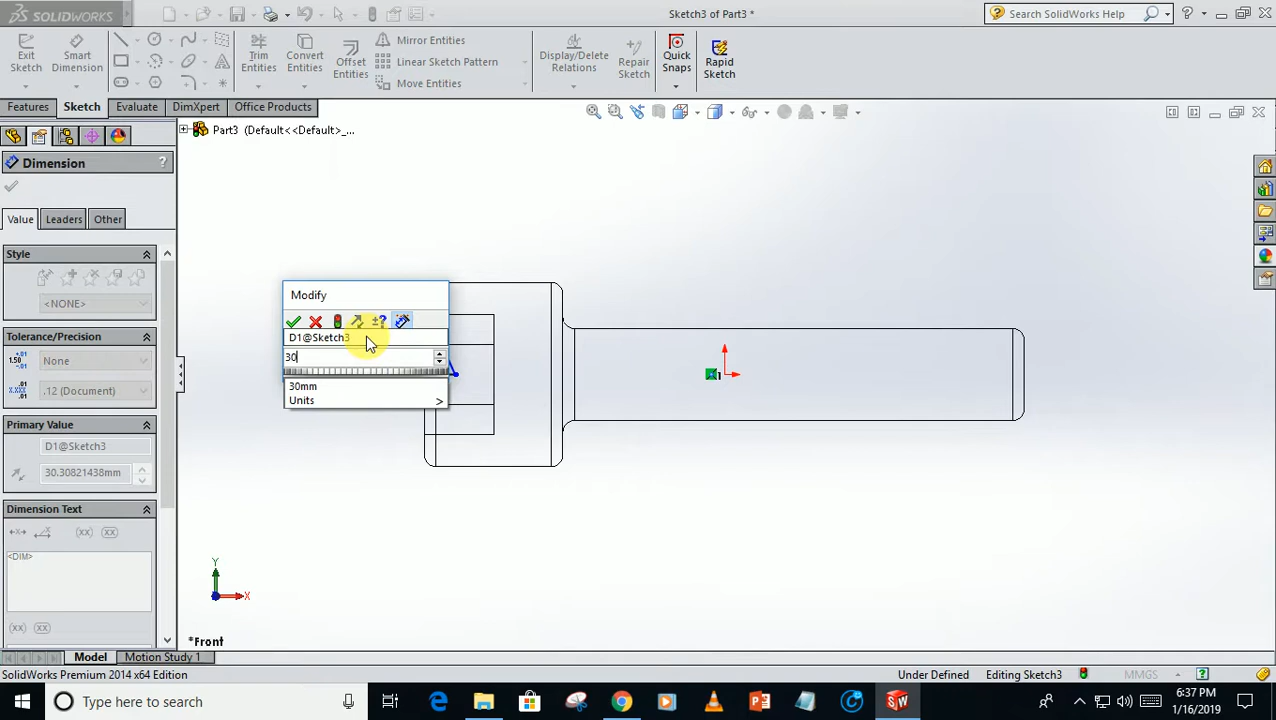 SOLIDWORKS
Sketch3 of Part3 *
Search SolidWorks Help
Exit Sketch
Smart Dimension
Trim Entities
Convert Entities
Offset Entities
Mirror Entities
Linear Sketch Pattern
Move Entities
Display/Delete Relations
Repair Sketch
Quick Snaps
Rapid Sketch
Features
Sketch
Evaluate
DimXpert
Office Products
Part3 (Default<<Default>_...
Dimension
?
Value
Leaders
Other
Style
<NONE>
Tolerance/Precision
None
.12 (Document)
Primary Value
D1@Sketch3
30.30821438mm
Dimension Text
<DIM>
Modify
D1@Sketch3
30
30mm
Units >
1
Y
X
*Front
Model
Motion Study 1
SolidWorks Premium 2014 x64 Edition
Under Defined
Editing Sketch3
MMGS
Type here to search
6:37 PM
1/16/2019